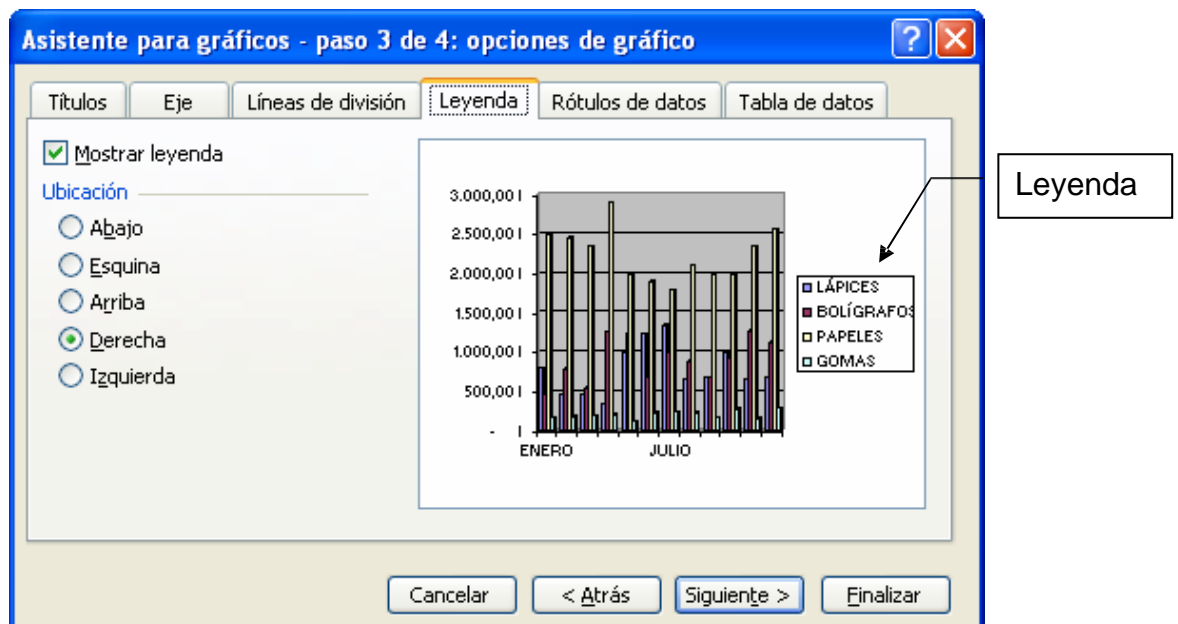 Asistente para gráficos - paso 3 de 4: opciones de gráfico
Títulos Eje Líneas de división Leyenda Rótulos de datos Tabla de datos
Mostrar leyenda
Ubicación
Abajo
Esquina
Arriba
Derecha
Izquierda
3.000,00 I
2.500,00 I
2.000,00 I
1.500,00 I
1.000,00 I
500,00 I
- I
ENERO JULIO
LÁPICES
BOLÍGRAFOS
PAPELES
GOMAS
Leyenda
Cancelar < Atrás Siguiente > Finalizar